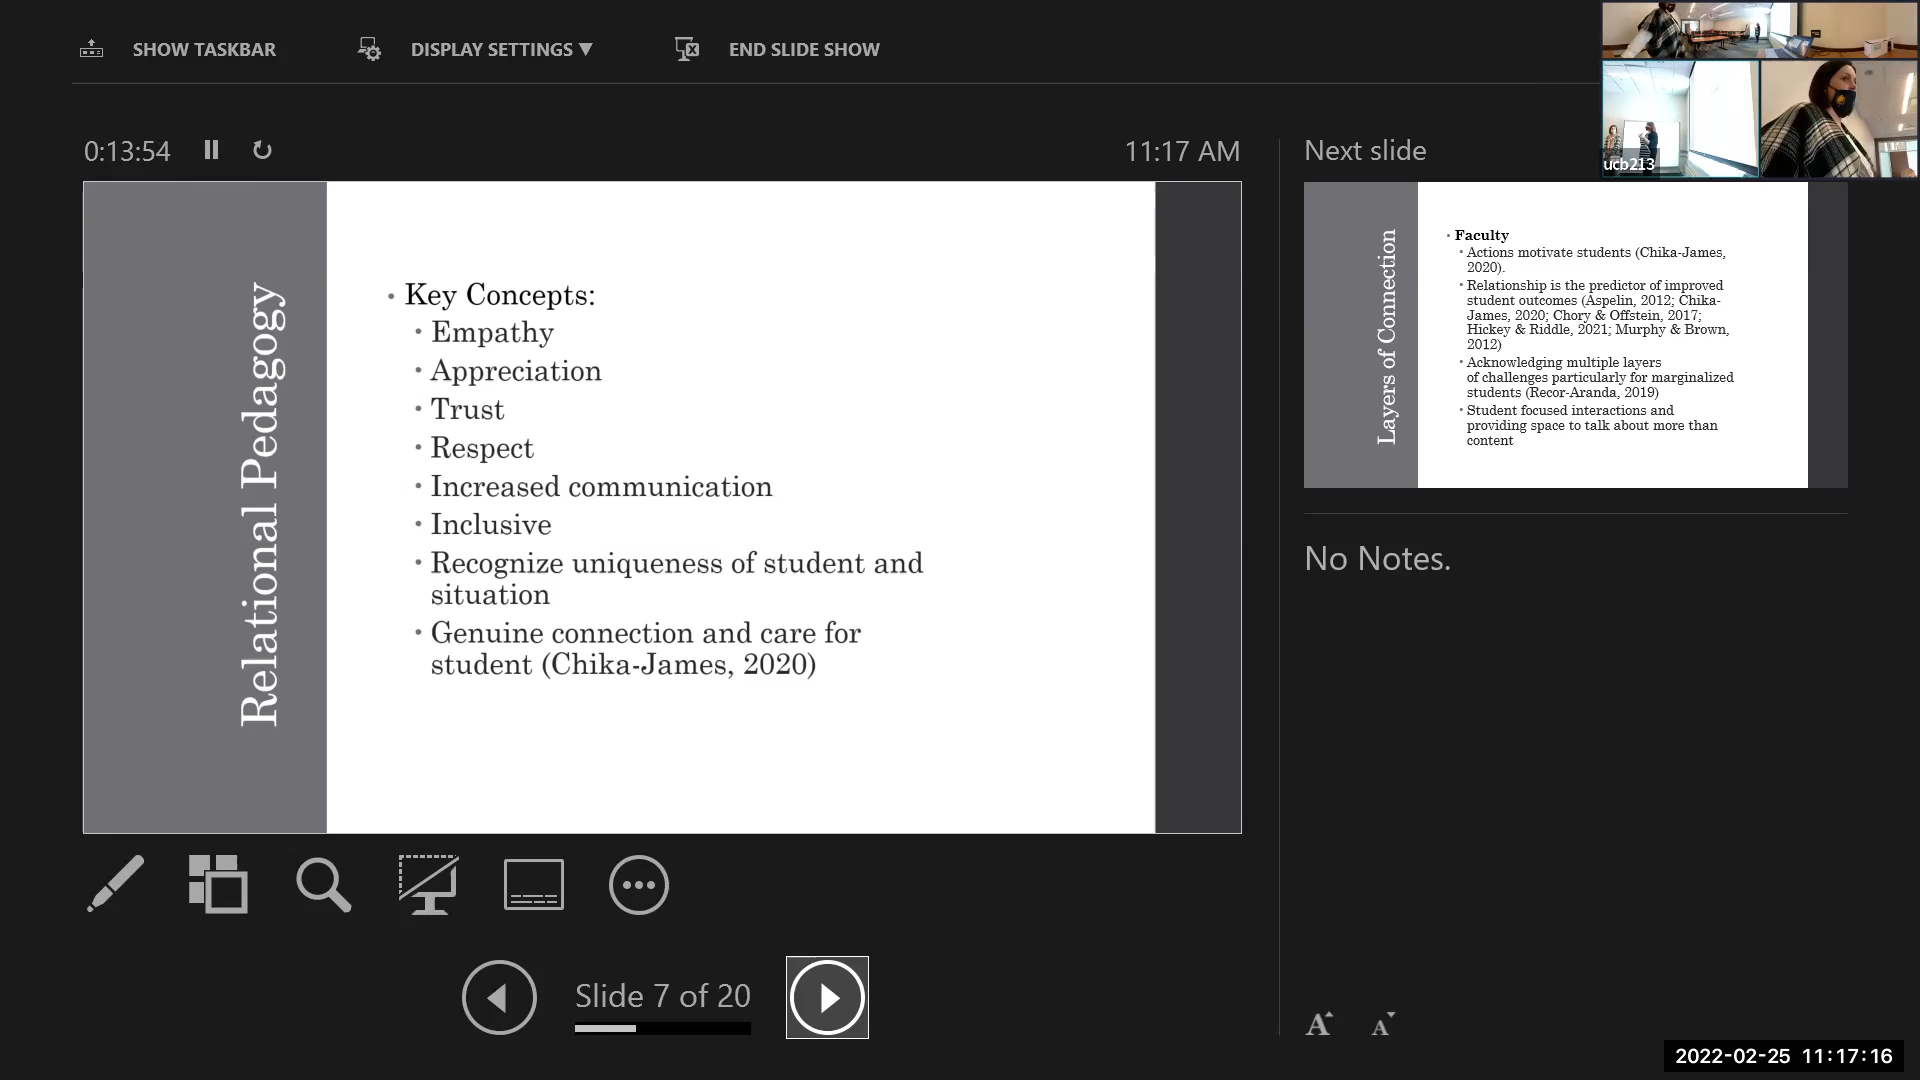 SHOW TASKBAR
DISPLAY SETTINGS ▼
END SLIDE SHOW
0:13:54
11:17 AM
Relational Pedagogy
• Key Concepts:
• Empathy
• Appreciation
• Trust
• Respect
• Increased communication
• Inclusive
• Recognize uniqueness of student and
situation
• Genuine connection and care for
student (Chika-James, 2020)
Slide 7 of 20
Next slide
ucb213
Layers of Connection
• Faculty
• Actions motivate students (Chika-James,
2020).
• Relationship is the predictor of improved
student outcomes (Aspelin, 2012; Chika-
James, 2020; Chory & Offstein, 2017;
Hickey & Riddle, 2021; Murphy & Brown,
2012)
• Acknowledging multiple layers
of challenges particularly for marginalized
students (Recor-Aranda, 2019)
• Student focused interactions and
providing space to talk about more than
content
No Notes.
A A
2022-02-25 11:17:16